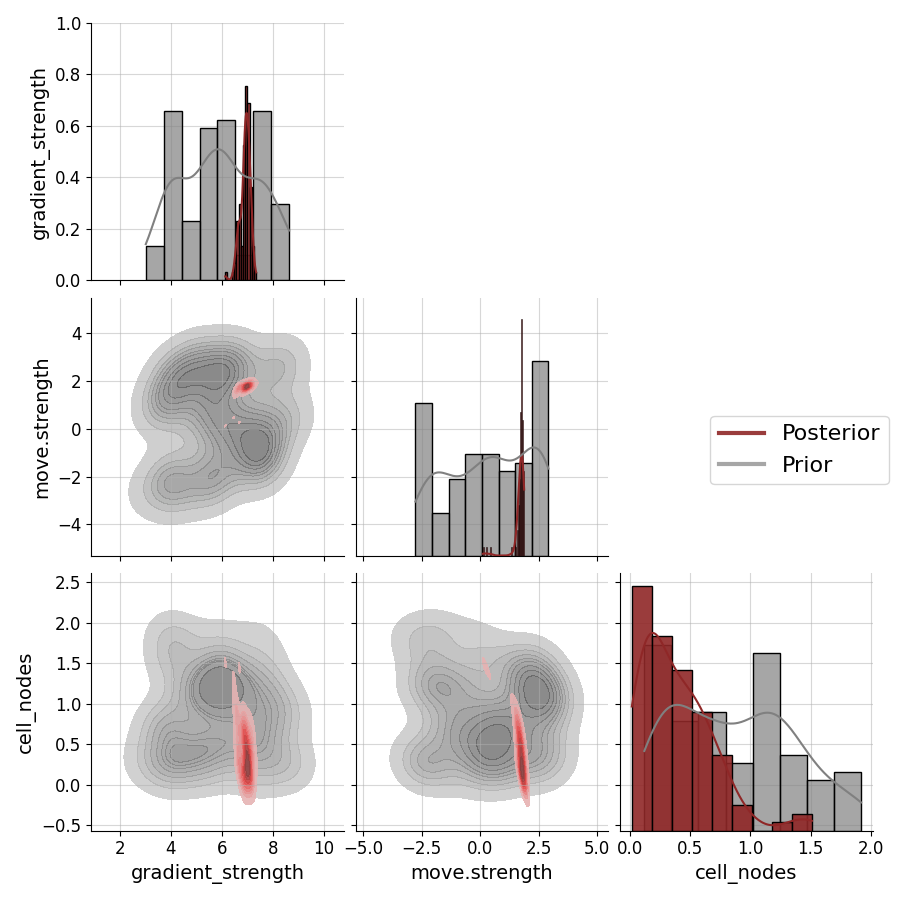 1.0
0.8
0.6
0.4
0.2
0.0
gradient_strength
4
2
0
−2
−4
move.strength
Posterior
Prior
2.5
2.0
1.5
1.0
0.5
0.0
−0.5
cell_nodes
2 4 6 8 10
gradient_strength
−5.0 −2.5 0.0 2.5 5.0
move.strength
0.0 0.5 1.0 1.5 2.0
cell_nodes